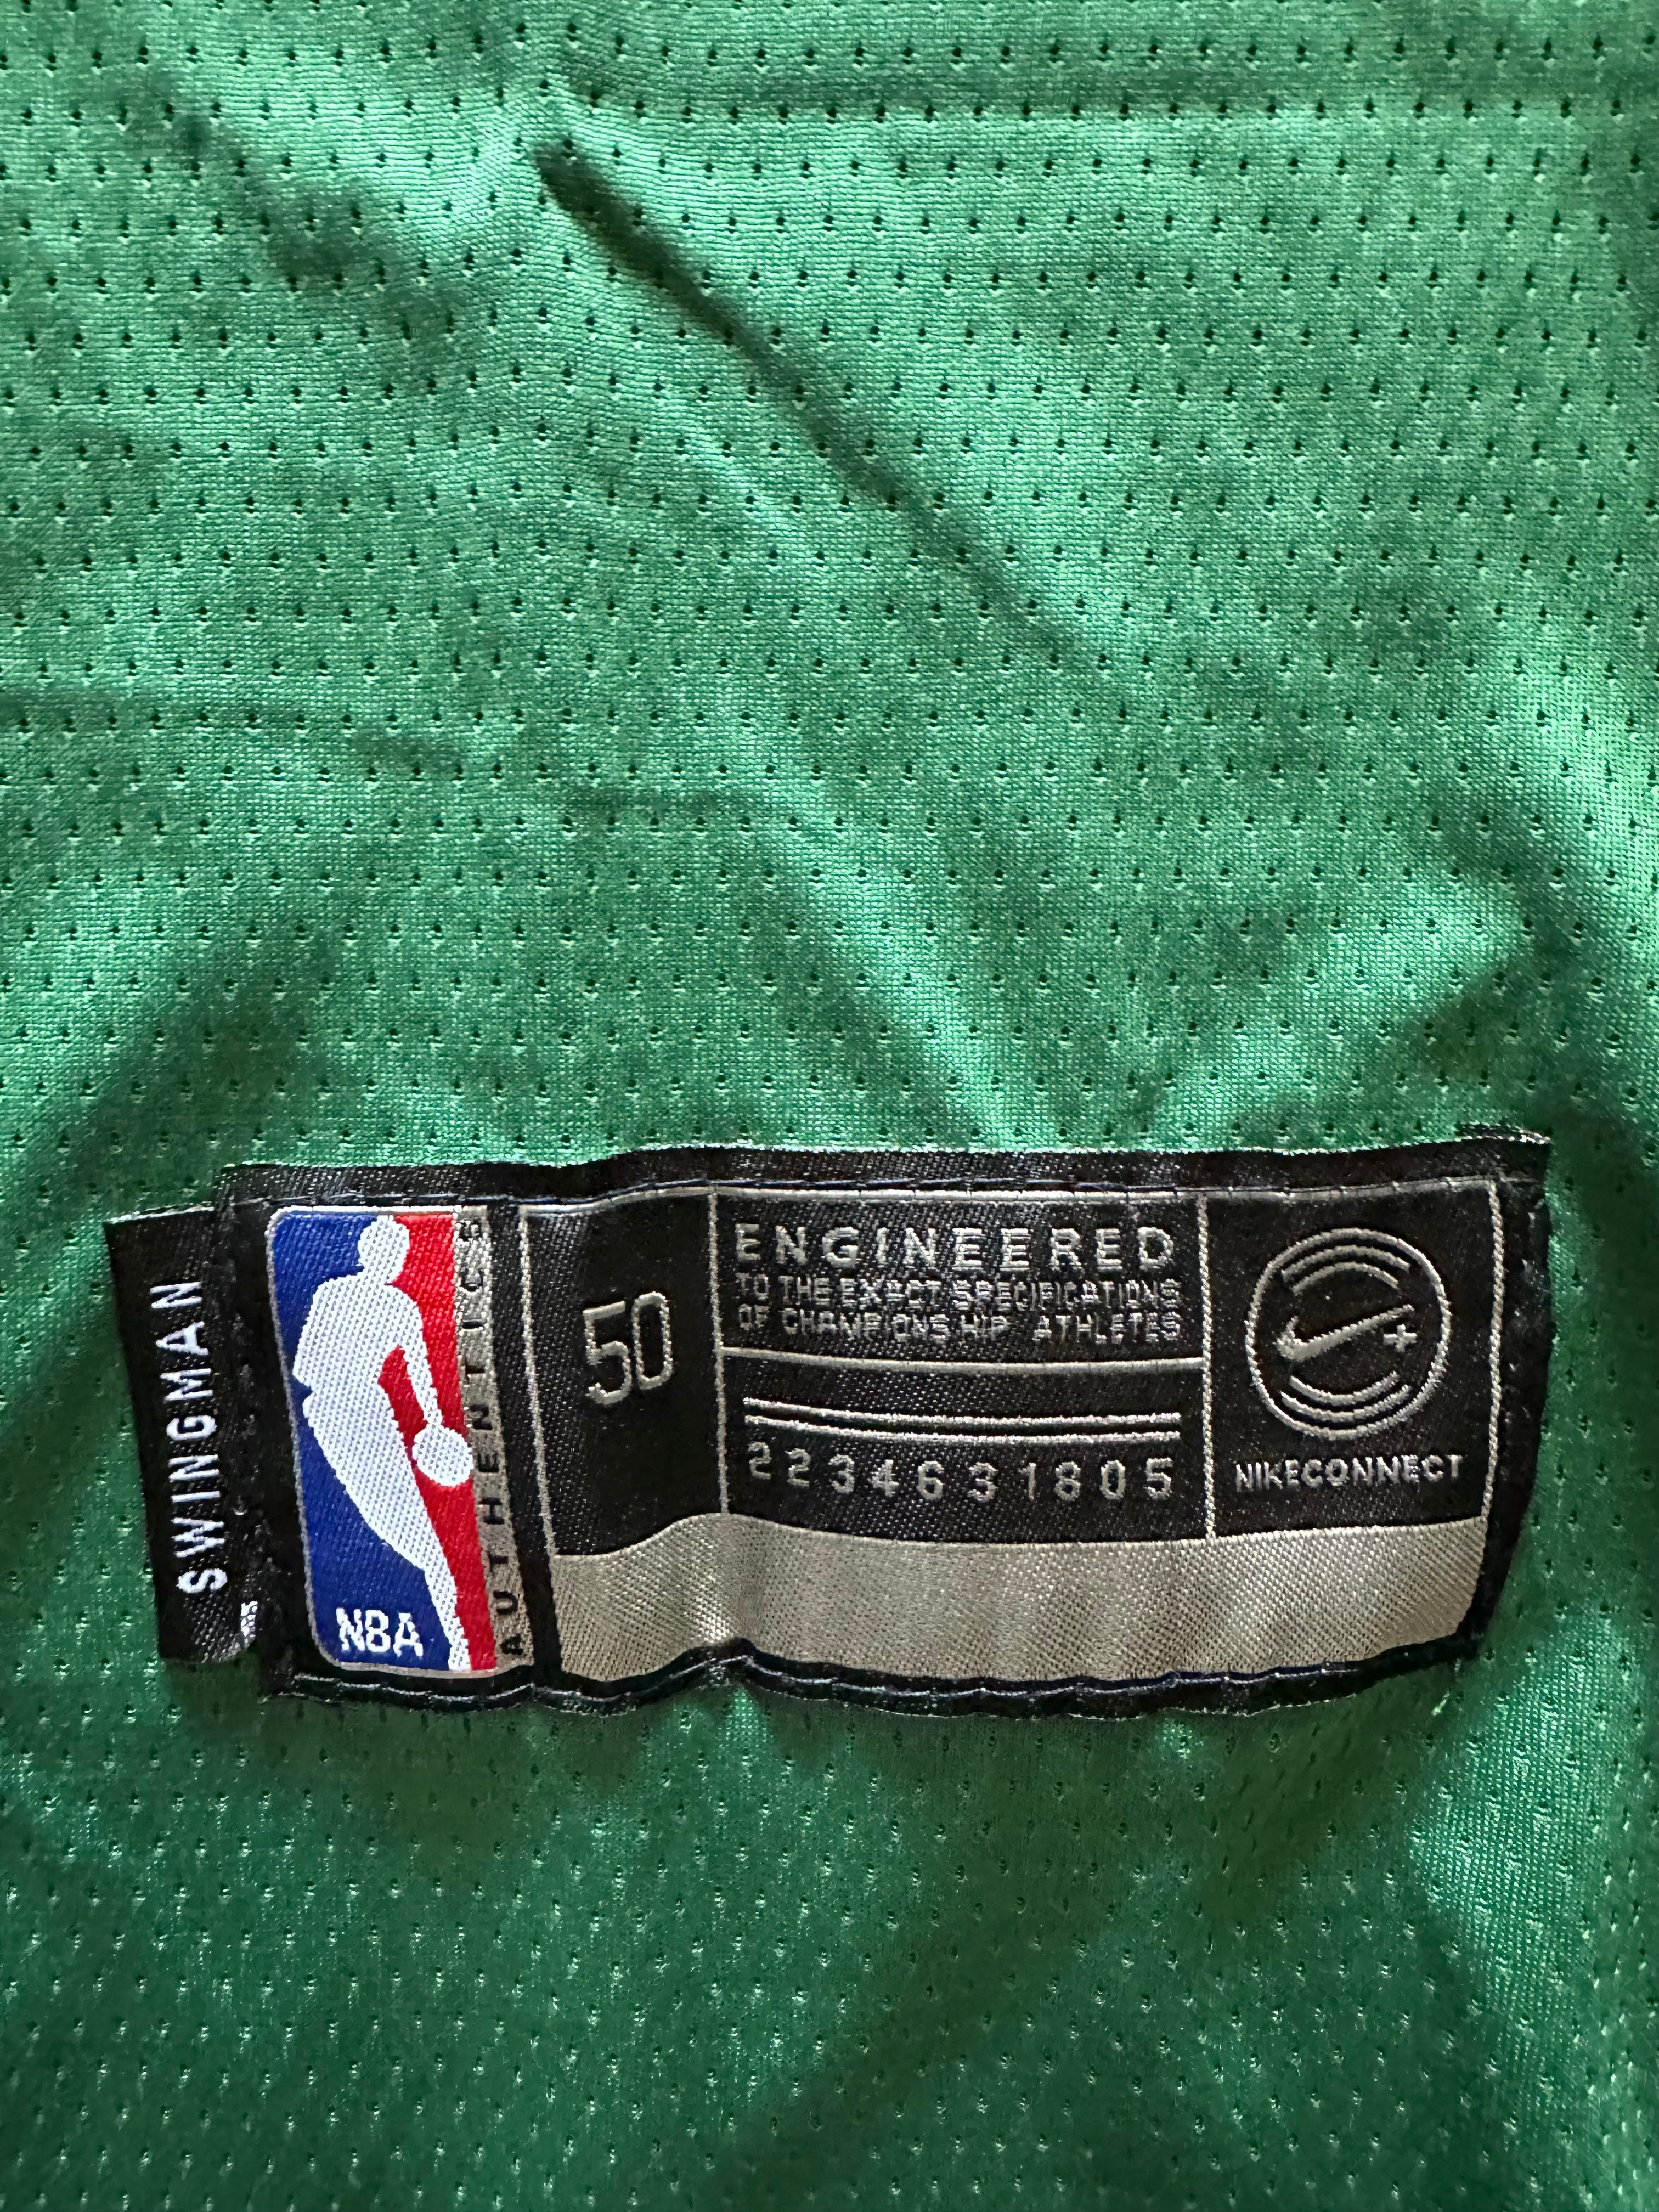 SWINGMAN
NBA
AUTHENTICS
50
ENGINEERED
TO THE EXACT SPECIFICATIONS
OF CHAMPIONSHIP ATHLETES
2234631805
NIKECONNECT